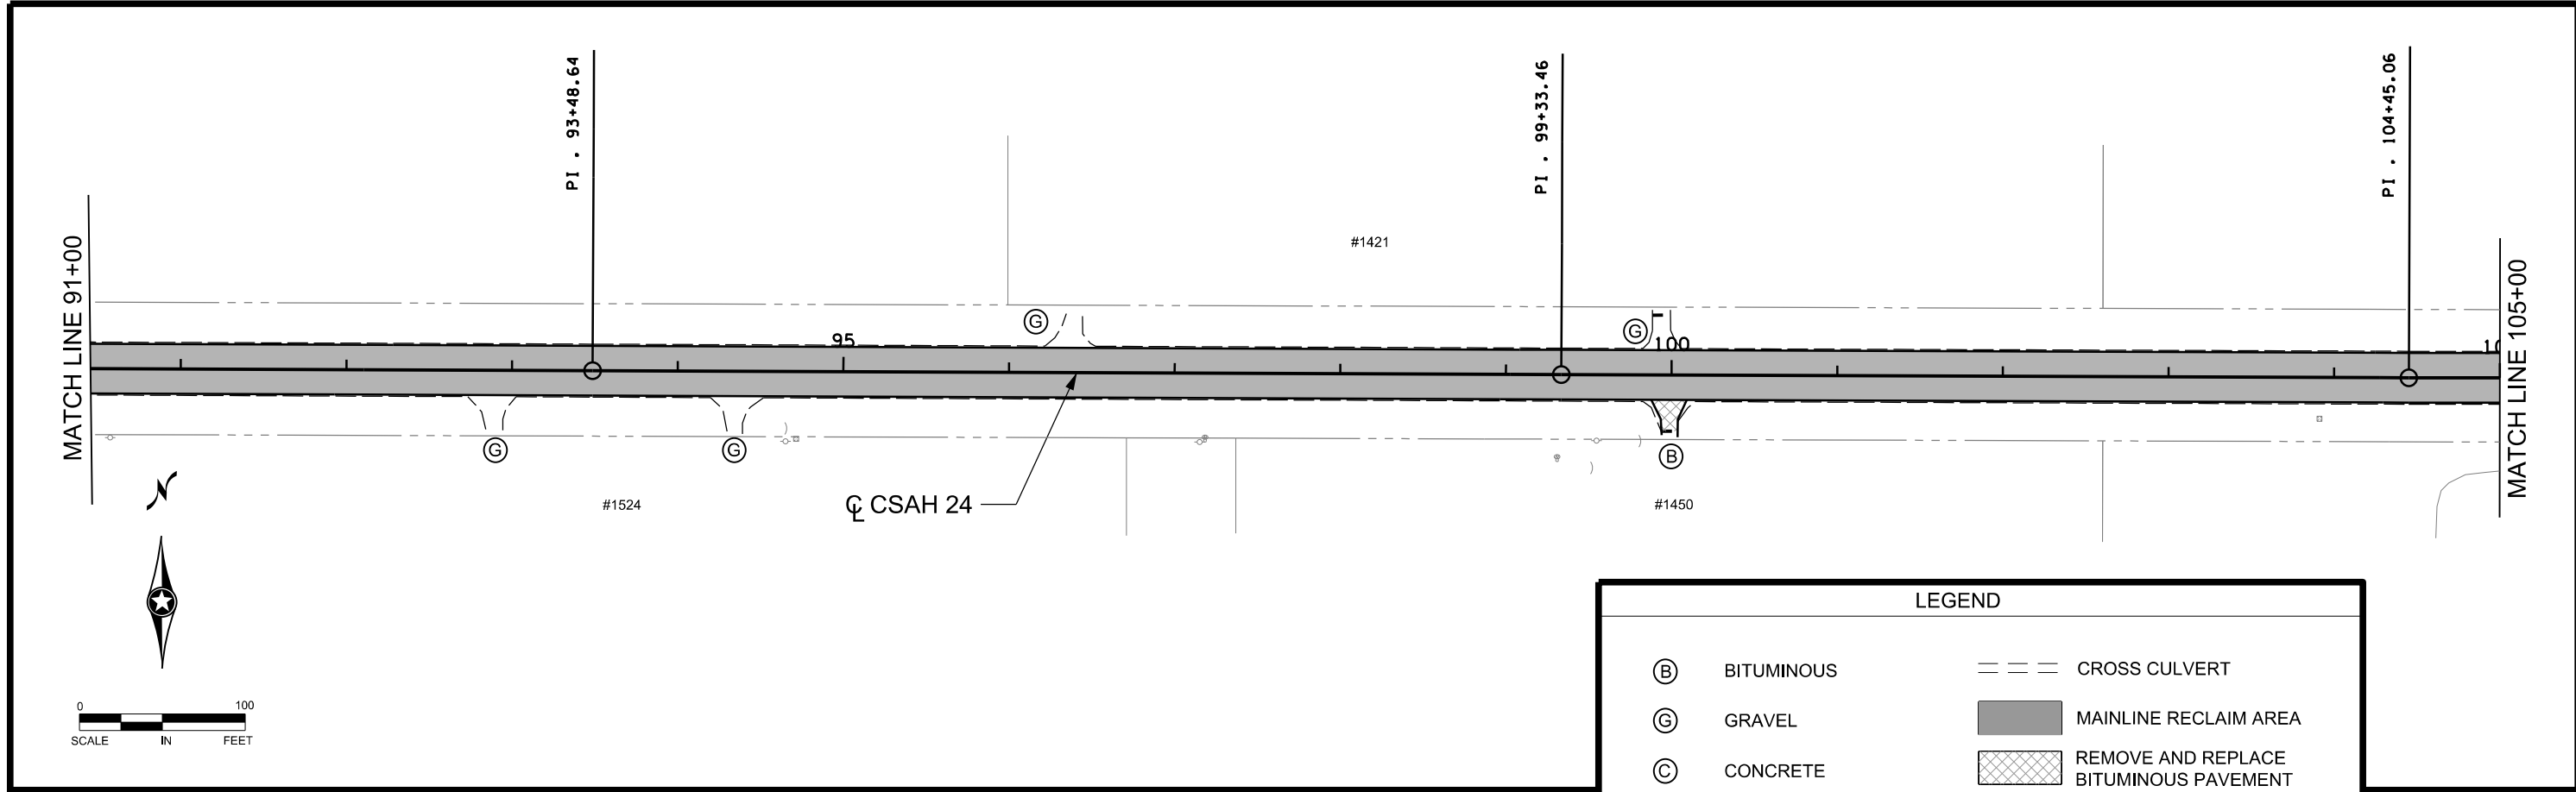 PI . 93+48.64
PI . 99+33.46
PI . 104+45.06
MATCH LINE 91+00
MATCH LINE 105+00
#1421
G
G
95
100
10
G
G
B
#1524
℄ CSAH 24
#1450
N
0 100
SCALE IN FEET
LEGEND
B BITUMINOUS
CROSS CULVERT
G GRAVEL
MAINLINE RECLAIM AREA
C CONCRETE
REMOVE AND REPLACE
BITUMINOUS PAVEMENT